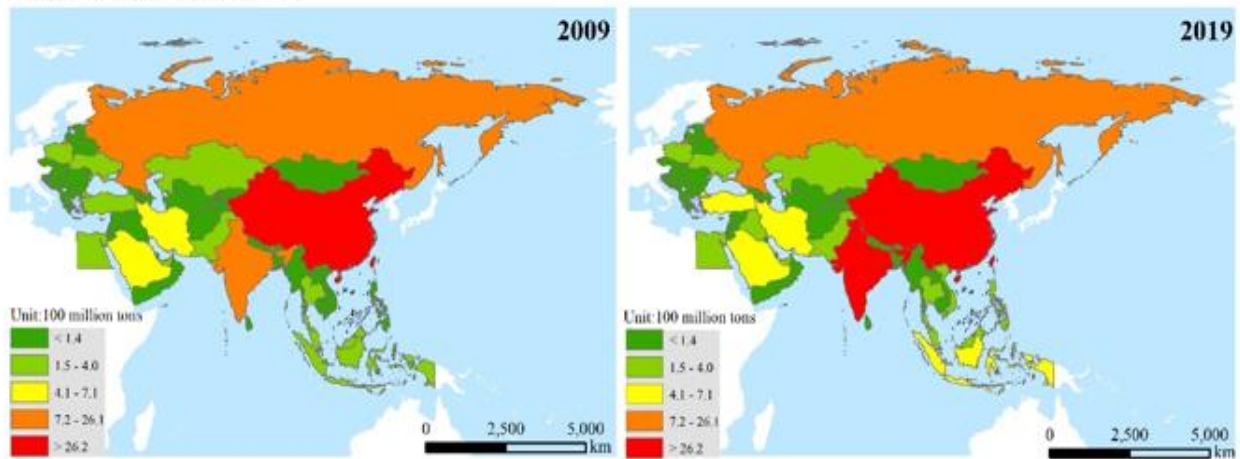 2009
Unit:100 million tons
< 1.4
1.5 - 4.0
4.1 - 7.1
7.2 - 26.1
> 26.2
0 2,500 5,000
km
2019
Unit:100 million tons
< 1.4
1.5 - 4.0
4.1 - 7.1
7.2 - 26.1
> 26.2
0 2,500 5,000
km